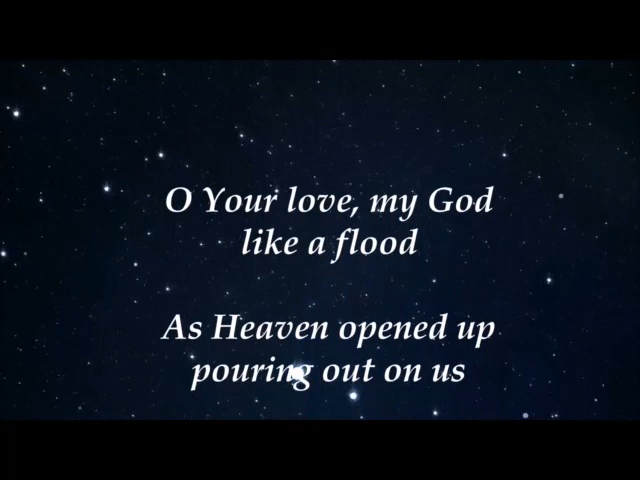 O Your love, my God
like a flood
As Heaven opened up
pouring out on us